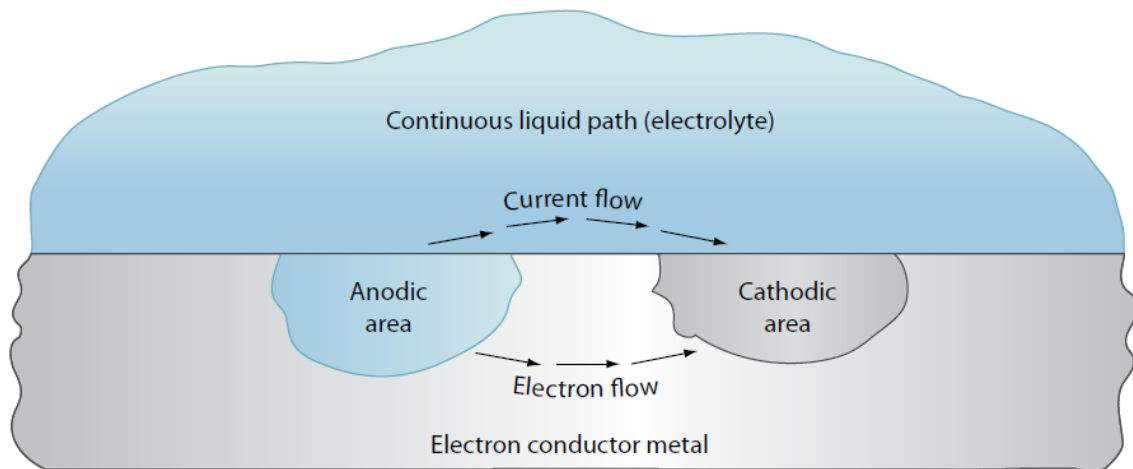 Continuous liquid path (electrolyte)
Current flow
Anodic
area
Cathodic
area
Electron flow
Electron conductor metal